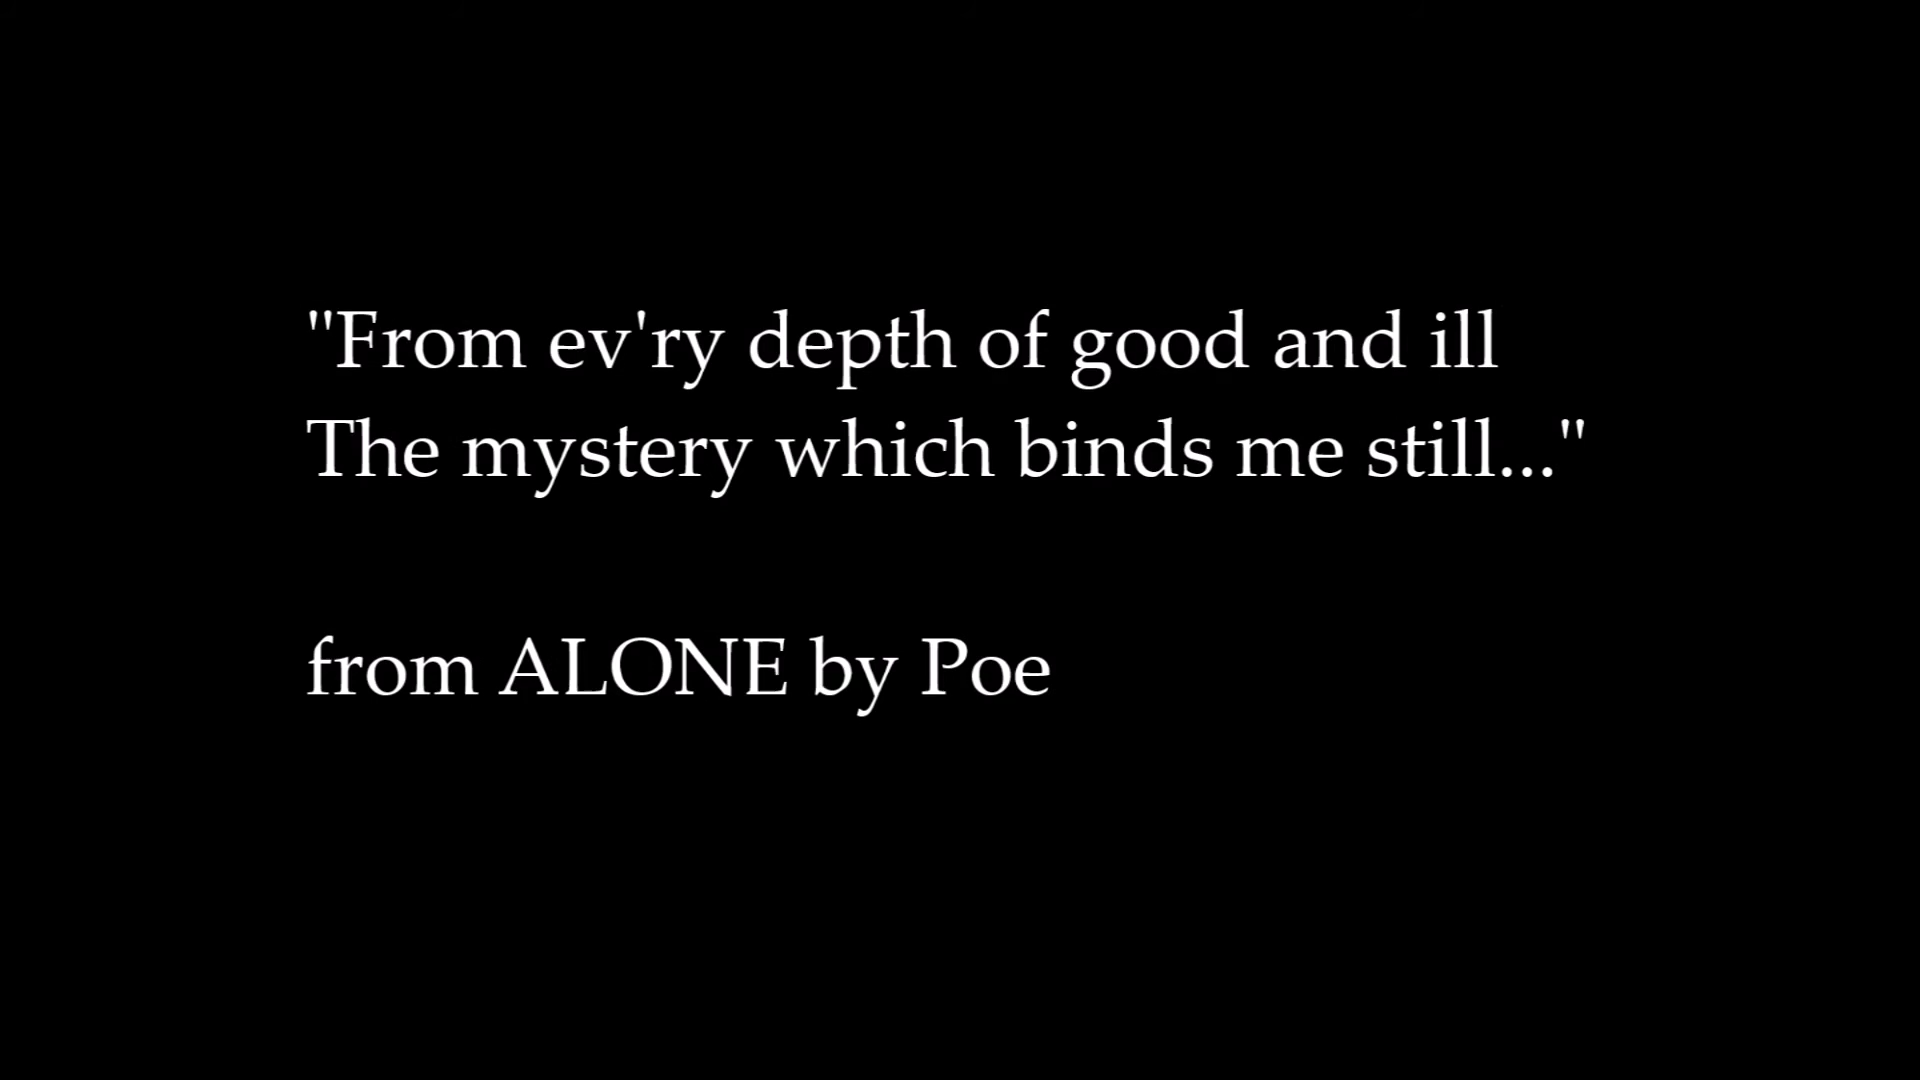 "From ev'ry depth of good and ill
The mystery which binds me still..."
from ALONE by Poe